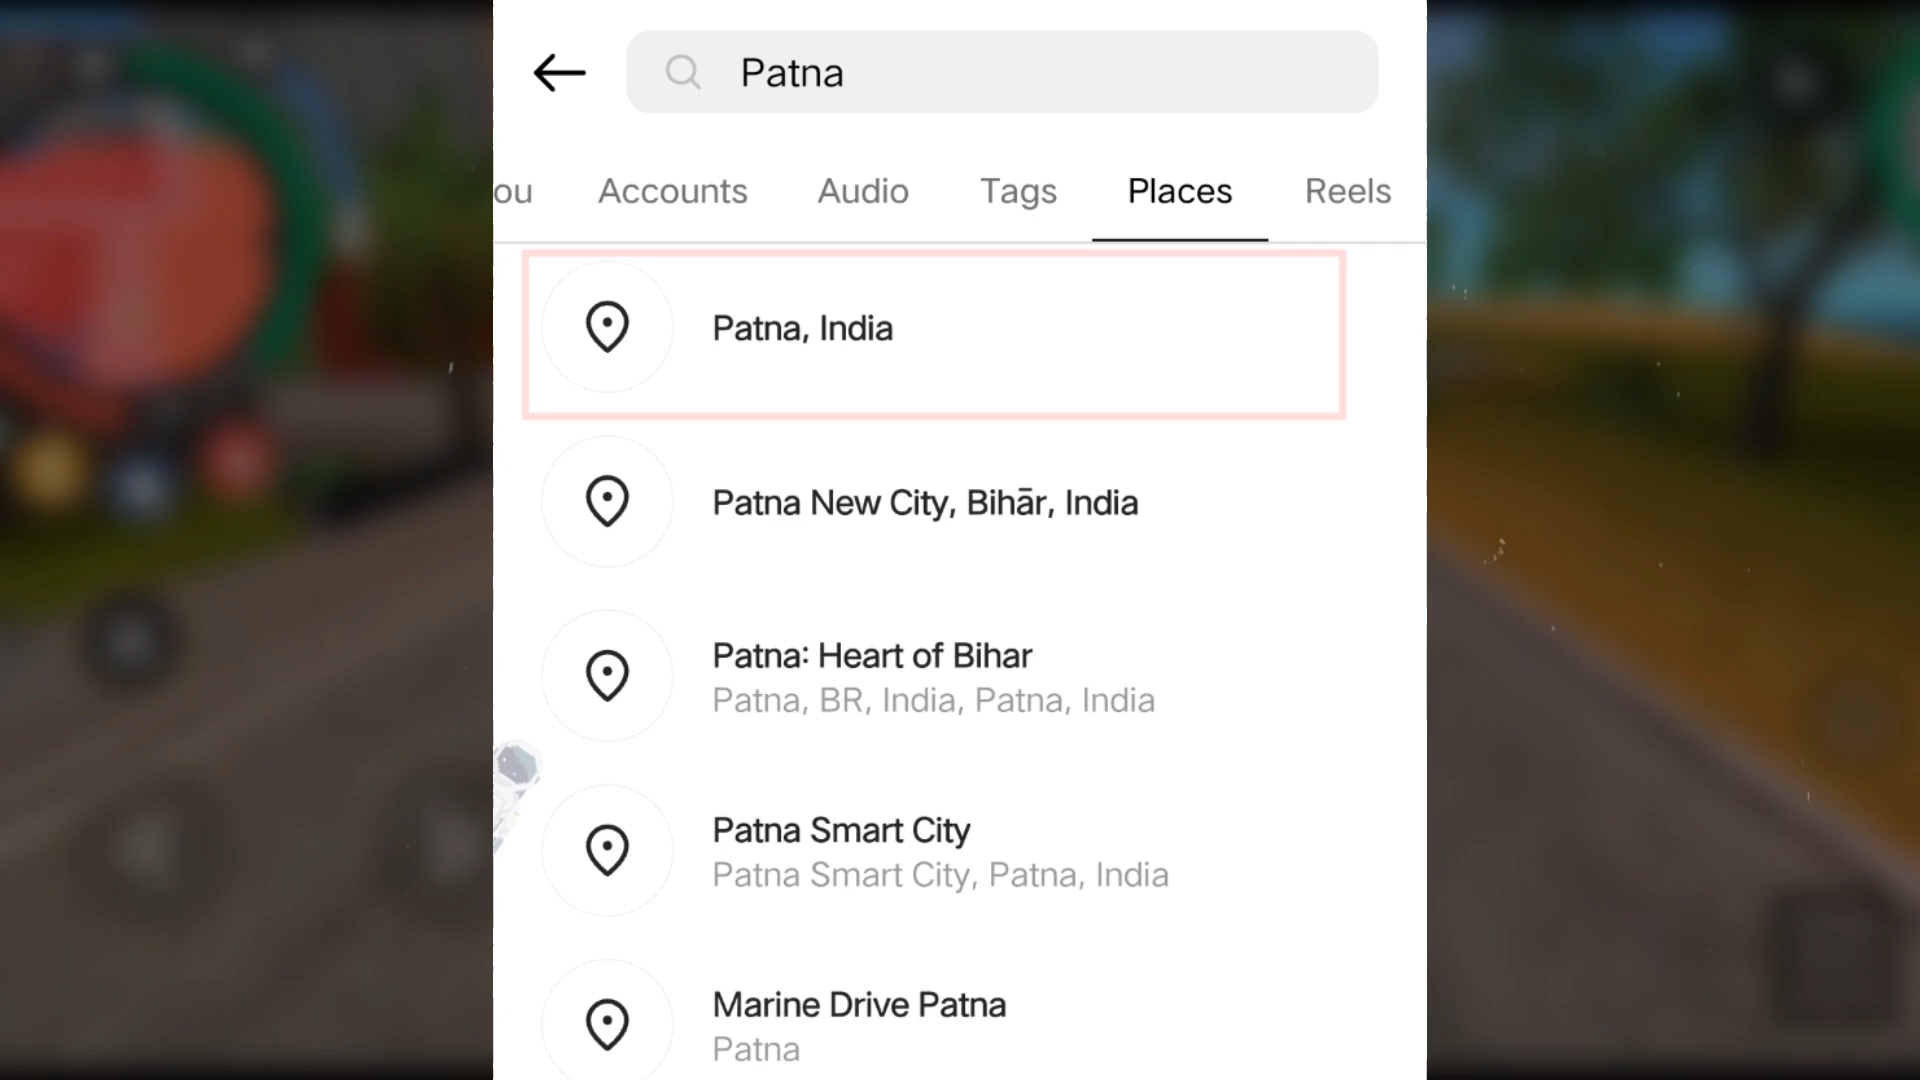 Patna
ou Accounts Audio Tags Places Reels
Patna, India
Patna New City, Bihār, India
Patna: Heart of Bihar
Patna, BR, India, Patna, India
Patna Smart City
Patna Smart City, Patna, India
Marine Drive Patna
Patna